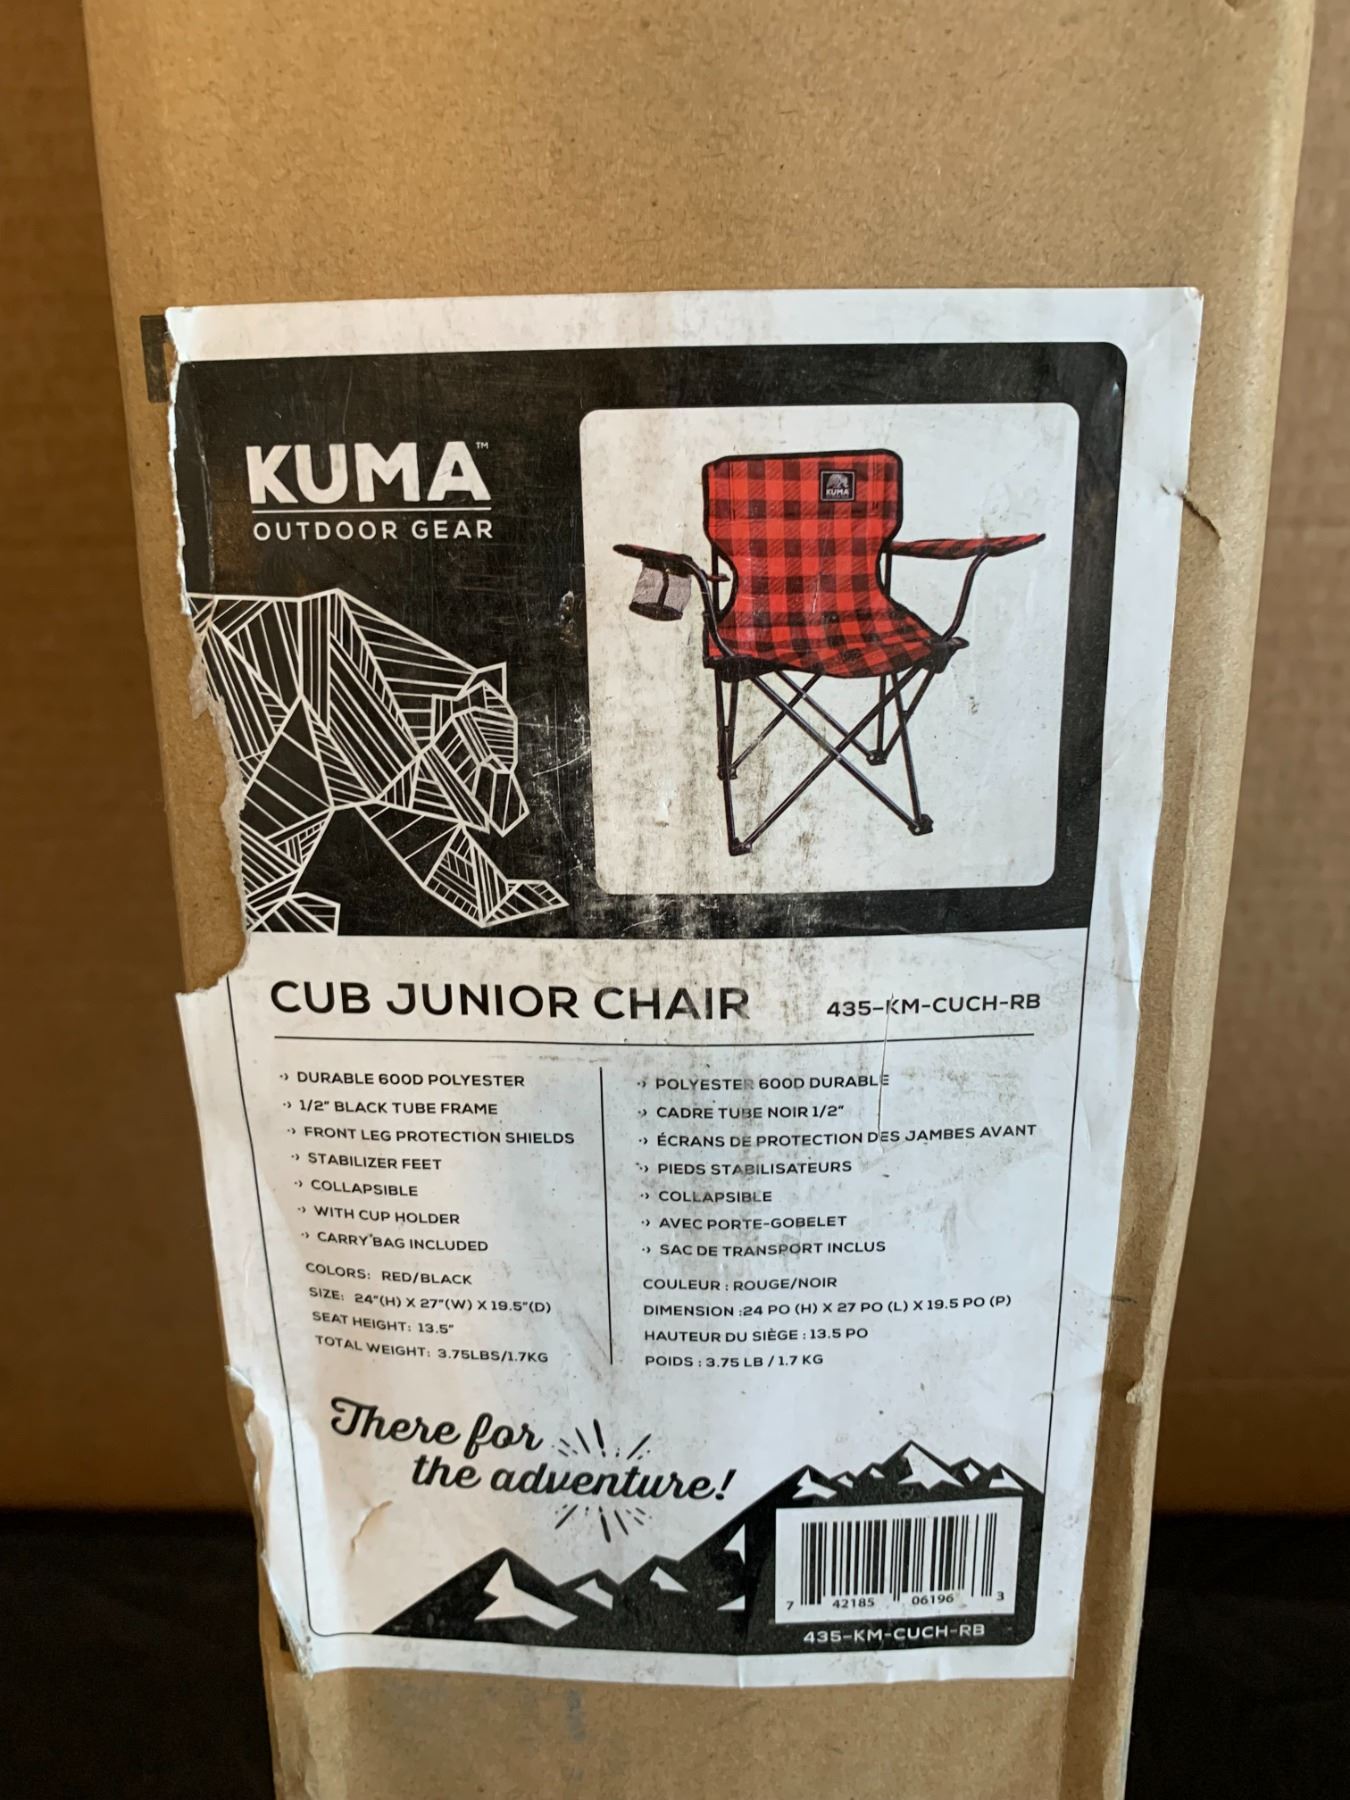 KUMA™
OUTDOOR GEAR
KUMA
CUB JUNIOR CHAIR
435-KM-CUCH-RB
DURABLE 600D POLYESTER
1/2" BLACK TUBE FRAME
FRONT LEG PROTECTION SHIELDS
STABILIZER FEET
COLLAPSIBLE
WITH CUP HOLDER
CARRY BAG INCLUDED
COLORS: RED/BLACK
SIZE: 24"(H) X 27"(W) X 19.5"(D)
SEAT HEIGHT: 13.5"
TOTAL WEIGHT: 3.75LBS/1.7KG
POLYESTER 600D DURABLE
CADRE TUBE NOIR 1/2"
ÉCRANS DE PROTECTION DES JAMBES AVANT
PIEDS STABILISATEURS
COLLAPSIBLE
AVEC PORTE-GOBELET
SAC DE TRANSPORT INCLUS
COULEUR : ROUGE/NOIR
DIMENSION :24 PO (H) X 27 PO (L) X 19.5 PO (P)
HAUTEUR DU SIÈGE : 13.5 PO
POIDS : 3.75 LB / 1.7 KG
There for
the adventure!
7 42185 06196 3
435-KM-CUCH-RB